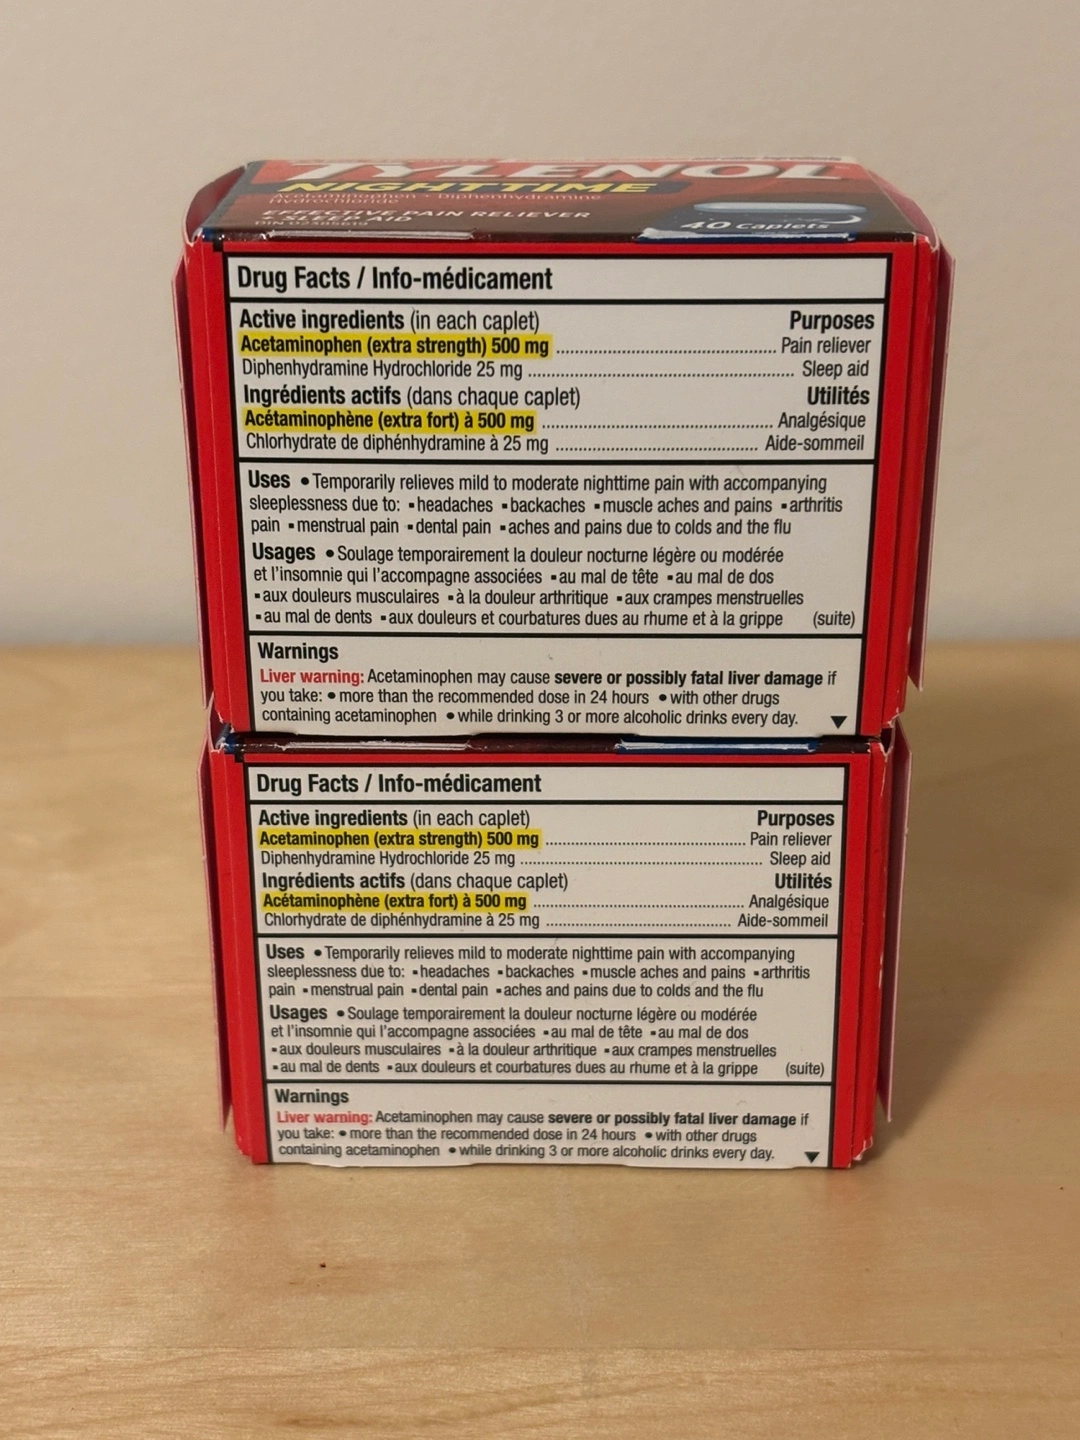 TYLENOL
NIGHTTIME
Acetaminophen • Diphenhydramine
Hydrochloride
EFFECTIVE PAIN RELIEVER
SLEEP AID
40 caplets
Drug Facts / Info-médicament
Active ingredients (in each caplet) Purposes
Acetaminophen (extra strength) 500 mg ........ Pain reliever
Diphenhydramine Hydrochloride 25 mg ........ Sleep aid
Ingrédients actifs (dans chaque caplet) Utilités
Acétaminophène (extra fort) à 500 mg ........ Analgésique
Chlorhydrate de diphénhydramine à 25 mg ........ Aide-sommeil
Uses • Temporarily relieves mild to moderate nighttime pain with accompanying
sleeplessness due to: ▪ headaches ▪ backaches ▪ muscle aches and pains ▪ arthritis
pain ▪ menstrual pain ▪ dental pain ▪ aches and pains due to colds and the flu
Usages • Soulage temporairement la douleur nocturne légère ou modérée
et l'insomnie qui l'accompagne associées ▪ au mal de tête ▪ au mal de dos
▪ aux douleurs musculaires ▪ à la douleur arthritique ▪ aux crampes menstruelles
▪ au mal de dents ▪ aux douleurs et courbatures dues au rhume et à la grippe (suite)
Warnings
Liver warning: Acetaminophen may cause severe or possibly fatal liver damage if
you take: • more than the recommended dose in 24 hours • with other drugs
containing acetaminophen • while drinking 3 or more alcoholic drinks every day. ▼
Drug Facts / Info-médicament
Active ingredients (in each caplet) Purposes
Acetaminophen (extra strength) 500 mg ........ Pain reliever
Diphenhydramine Hydrochloride 25 mg ........ Sleep aid
Ingrédients actifs (dans chaque caplet) Utilités
Acétaminophène (extra fort) à 500 mg ........ Analgésique
Chlorhydrate de diphénhydramine à 25 mg ........ Aide-sommeil
Uses • Temporarily relieves mild to moderate nighttime pain with accompanying
sleeplessness due to: ▪ headaches ▪ backaches ▪ muscle aches and pains ▪ arthritis
pain ▪ menstrual pain ▪ dental pain ▪ aches and pains due to colds and the flu
Usages • Soulage temporairement la douleur nocturne légère ou modérée
et l'insomnie qui l'accompagne associées ▪ au mal de tête ▪ au mal de dos
▪ aux douleurs musculaires ▪ à la douleur arthritique ▪ aux crampes menstruelles
▪ au mal de dents ▪ aux douleurs et courbatures dues au rhume et à la grippe (suite)
Warnings
Liver warning: Acetaminophen may cause severe or possibly fatal liver damage if
you take: • more than the recommended dose in 24 hours • with other drugs
containing acetaminophen • while drinking 3 or more alcoholic drinks every day. ▼